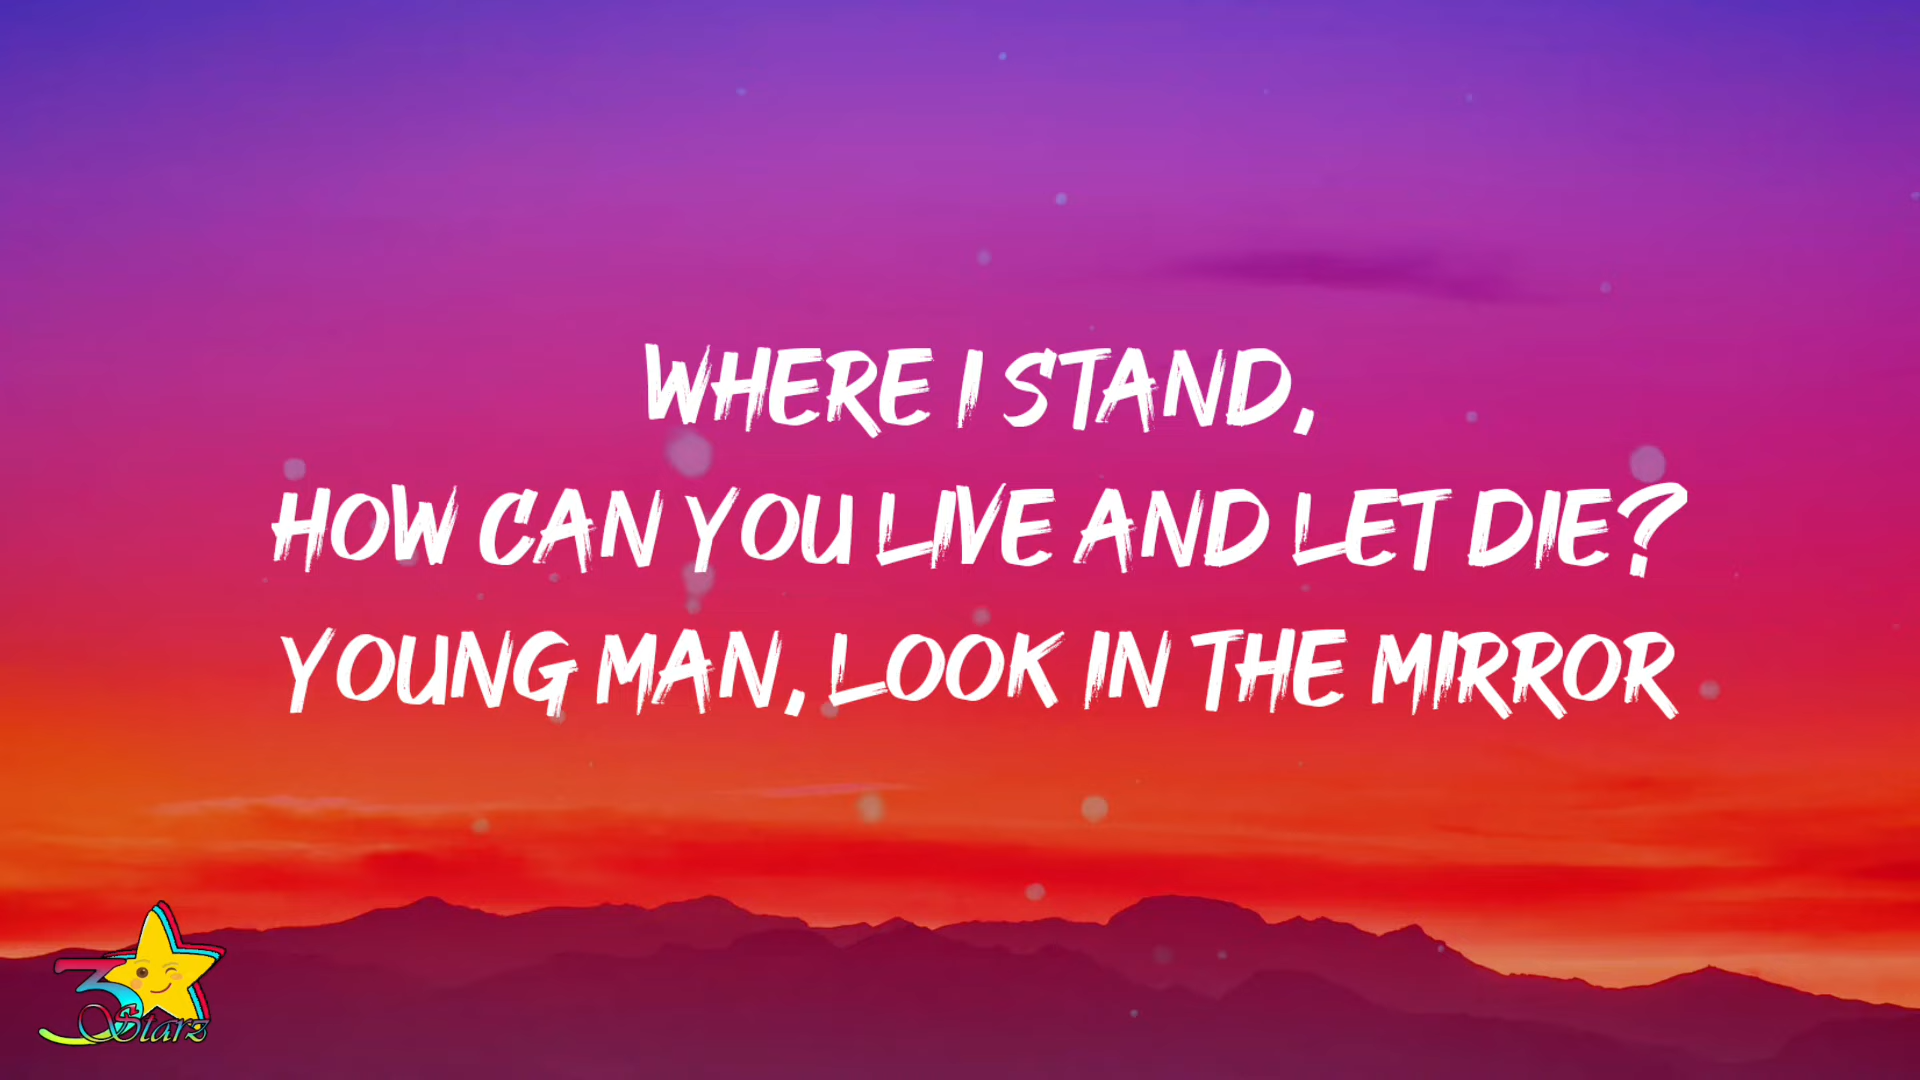 WHERE I STAND,
HOW CAN YOU LIVE AND LET DIE?
YOUNG MAN, LOOK IN THE MIRROR
3 Starz